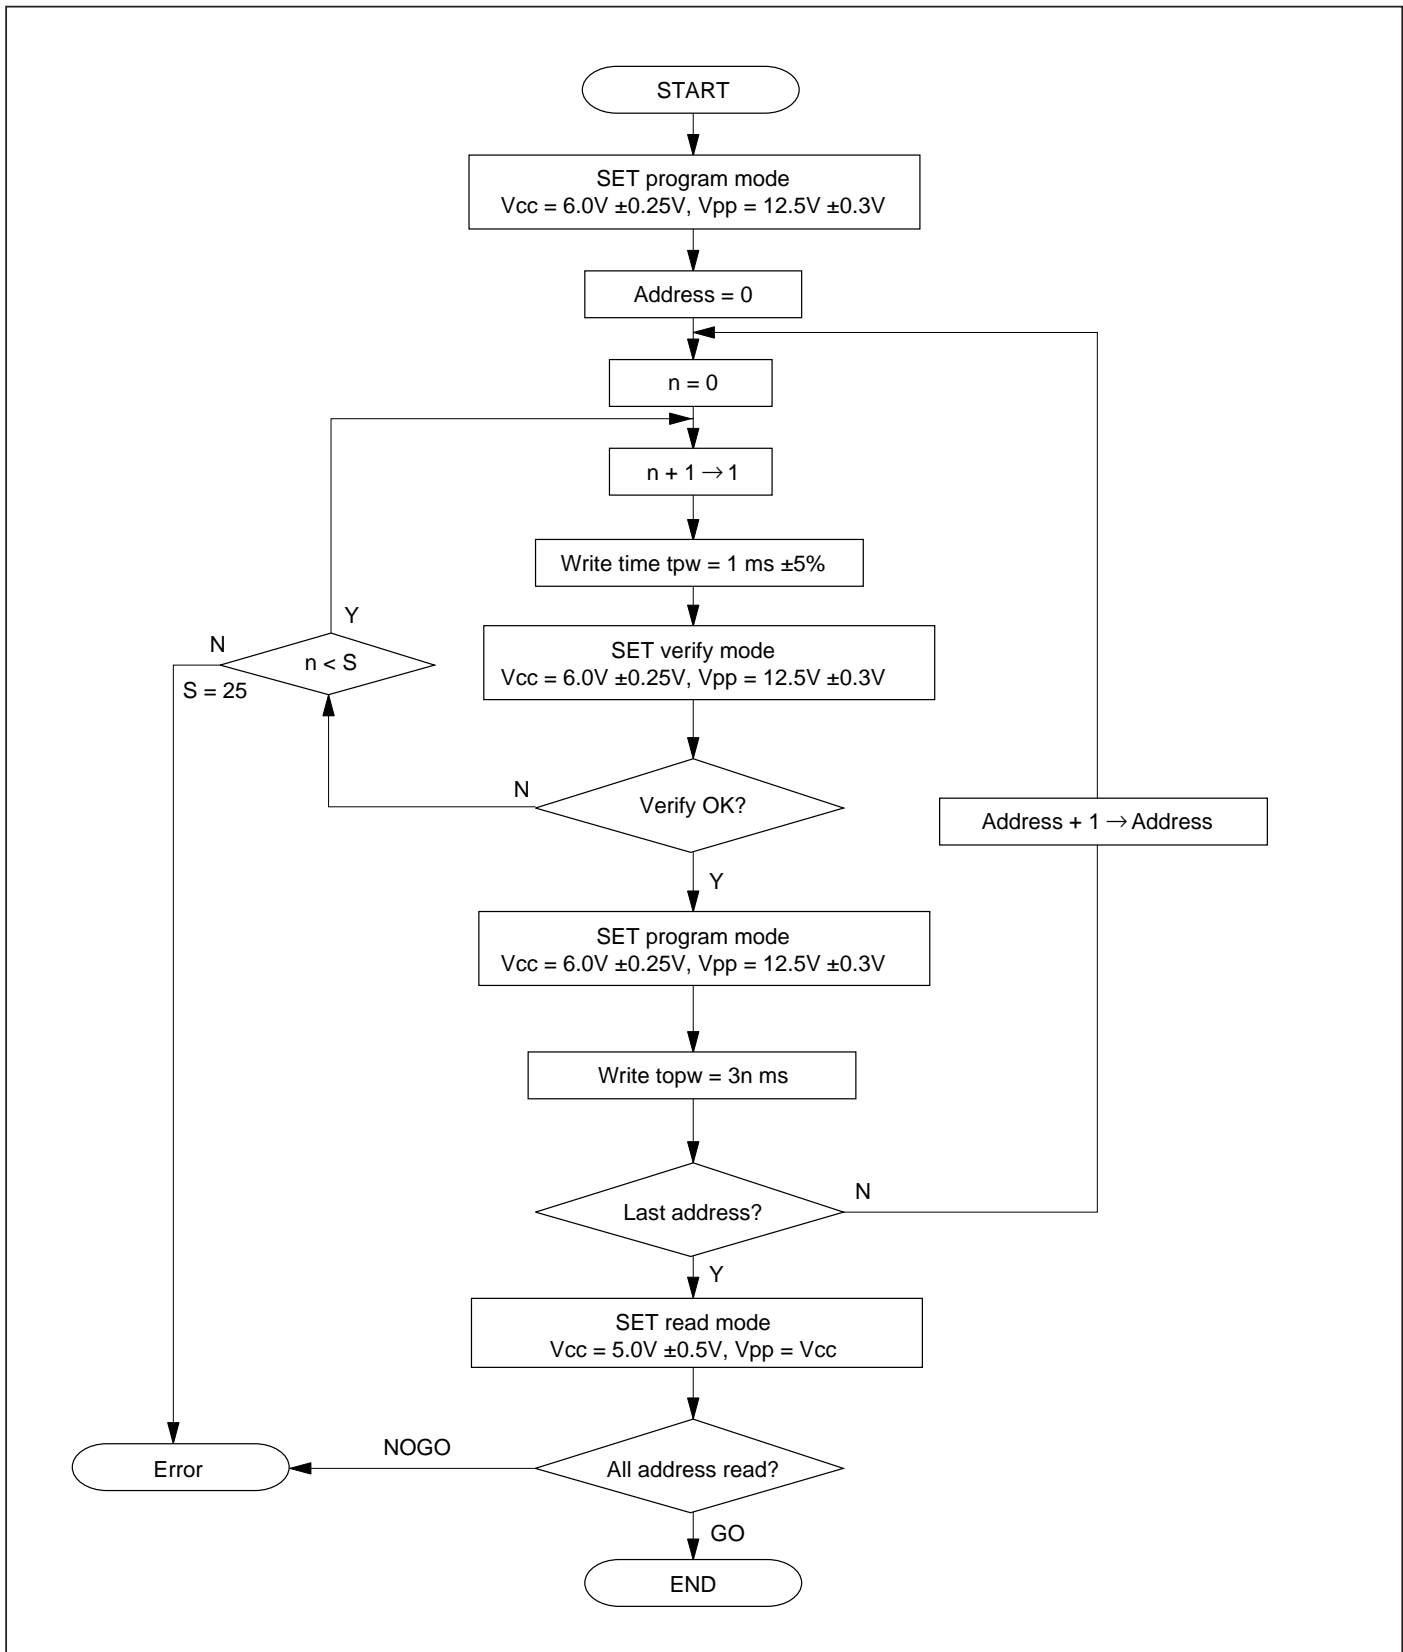 START
SET program mode
Vcc = 6.0V ±0.25V, Vpp = 12.5V ±0.3V
Address = 0
n = 0
n + 1 → 1
Write time tpw = 1 ms ±5%
Y
N
n < S
S = 25
SET verify mode
Vcc = 6.0V ±0.25V, Vpp = 12.5V ±0.3V
N
Verify OK?
Address + 1 → Address
Y
SET program mode
Vcc = 6.0V ±0.25V, Vpp = 12.5V ±0.3V
Write topw = 3n ms
Last address?
N
Y
SET read mode
Vcc = 5.0V ±0.5V, Vpp = Vcc
NOGO
Error
All address read?
GO
END